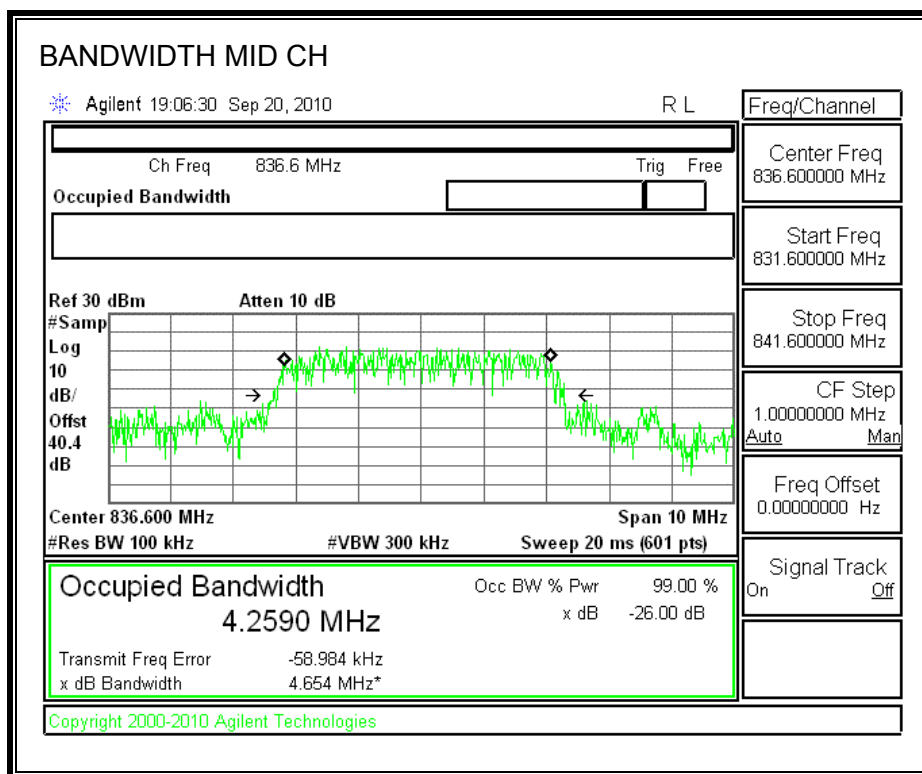 BANDWIDTH MID CH
Agilent 19:06:30 Sep 20, 2010 R L
Freq/Channel
Ch Freq 836.6 MHz Trig Free
Occupied Bandwidth
Center Freq
836.600000 MHz
Start Freq
831.600000 MHz
Stop Freq
841.600000 MHz
CF Step
1.00000000 MHz
Auto Man
Freq Offset
0.00000000 Hz
Signal Track
On Off
Ref 30 dBm Atten 10 dB
#Samp
Log
10
dB/
Offst
40.4
dB
Center 836.600 MHz Span 10 MHz
#Res BW 100 kHz #VBW 300 kHz Sweep 20 ms (601 pts)
Occupied Bandwidth Occ BW % Pwr 99.00 %
4.2590 MHz x dB -26.00 dB
Transmit Freq Error -58.984 kHz
x dB Bandwidth 4.654 MHz*
Copyright 2000-2010 Agilent Technologies